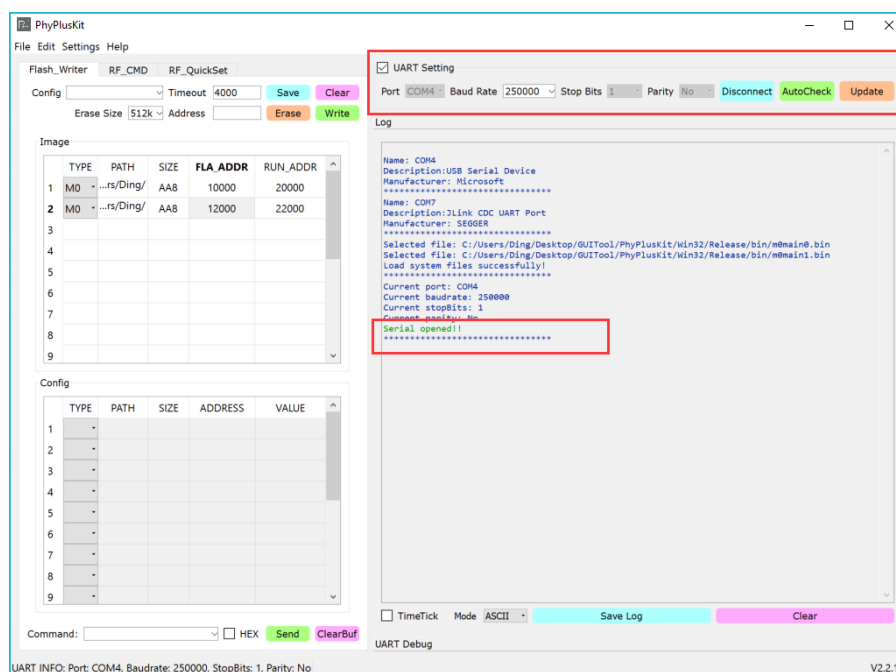 PhyPlusKit
File Edit Settings Help
Flash_Writer RF_CMD RF_QuickSet
Config Timeout 4000 Save Clear
Erase Size 512k Address Erase Write
Image
TYPE PATH SIZE FLA_ADDR RUN_ADDR
1 M0 ...rs/Ding/ AA8 10000 20000
2 M0 ...rs/Ding/ AA8 12000 22000
3
4
5
6
7
8
9
Config
TYPE PATH SIZE ADDRESS VALUE
1
2
3
4
5
6
7
8
9
Command: HEX Send ClearBuf
UART Setting
Port COM4 Baud Rate 250000 Stop Bits 1 Parity No Disconnect AutoCheck Update
Log
Name: COM4
Description:USB Serial Device
Manufacturer: Microsoft
********************************
Name: COM7
Description:JLink CDC UART Port
Manufacturer: SEGGER
********************************
Selected file: C:/Users/Ding/Desktop/GUITool/PhyPlusKit/Win32/Release/bin/m0main0.bin
Selected file: C:/Users/Ding/Desktop/GUITool/PhyPlusKit/Win32/Release/bin/m0main1.bin
Load system files successfully!
********************************
Current port: COM4
Current baudrate: 250000
Current stopBits: 1
Current parity: No
Serial opened!!
********************************
TimeTick Mode ASCII Save Log Clear
UART Debug
UART INFO: Port: COM4, Baudrate: 250000, StopBits: 1, Parity: No
V2.2